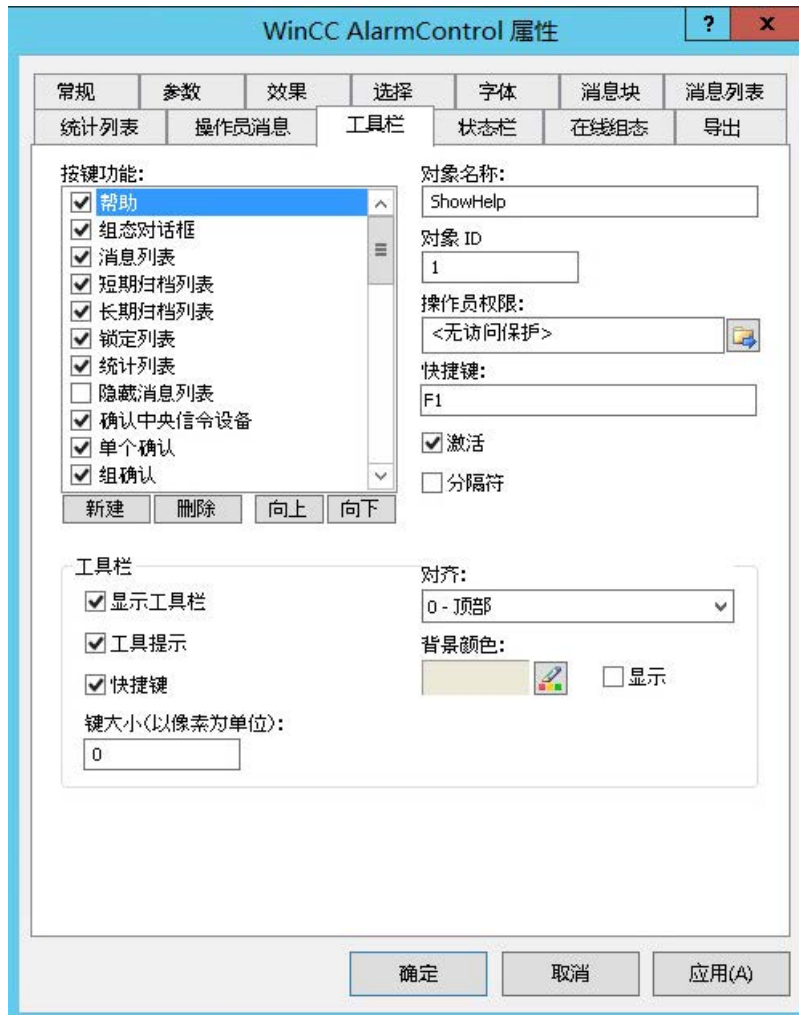 WinCC AlarmControl 属性
? x
常规 参数 效果 选择 字体 消息块 消息列表
统计列表 操作员消息 工具栏 状态栏 在线组态 导出
按键功能:
帮助
组态对话框
消息列表
短期归档列表
长期归档列表
锁定列表
统计列表
隐藏消息列表
确认中央信令设备
单个确认
组确认
新建 删除 向上 向下
对象名称:
ShowHelp
对象 ID
1
操作员权限:
<无访问保护>
快捷键:
F1
激活
分隔符
工具栏
显示工具栏
工具提示
快捷键
键大小(以像素为单位):
0
对齐:
0 - 顶部
背景颜色:
显示
确定 取消 应用(A)